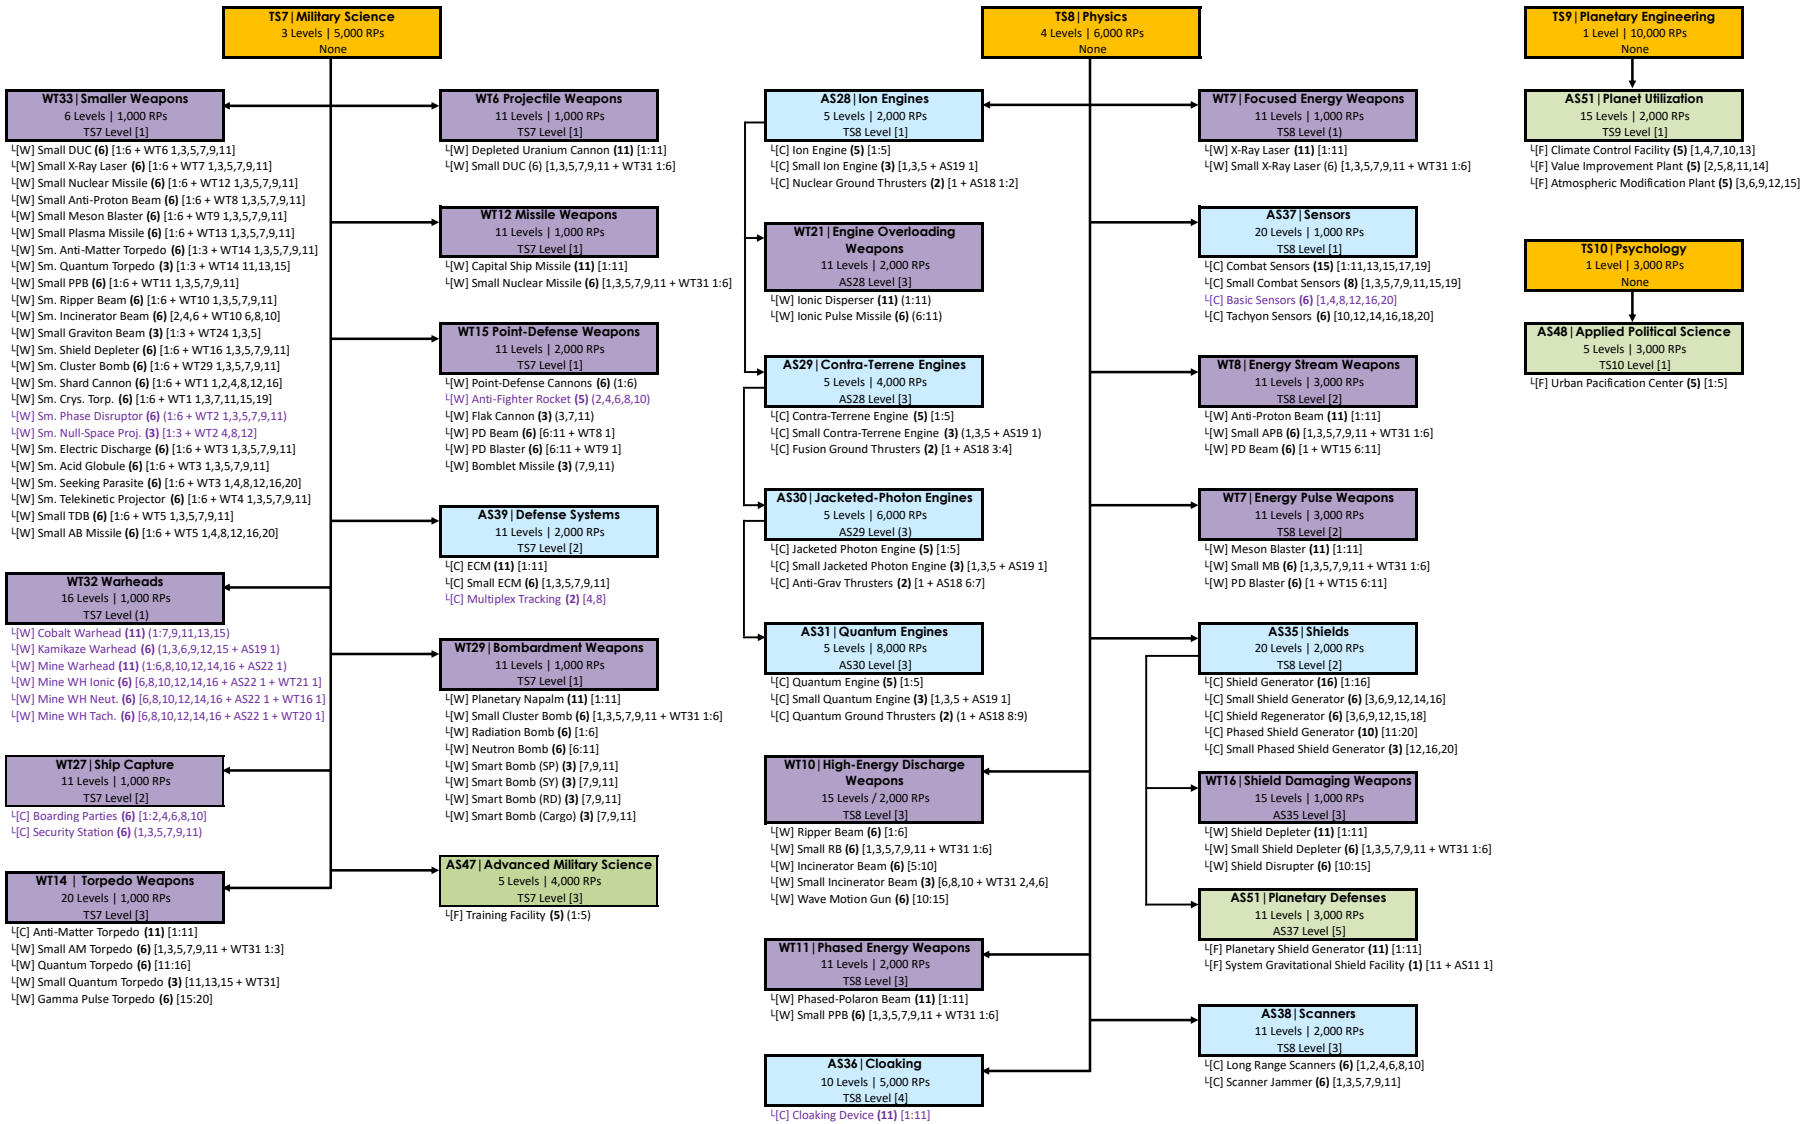 TS7|Military Science
3 Levels | 5,000 RPs
None
WT33|Smaller Weapons
6 Levels | 1,000 RPs
TS7 Level [1]
└[W] Small DUC (6) [1:6 + WT6 1,3,5,7,9,11]
└[W] Small X-Ray Laser (6) [1:6 + WT7 1,3,5,7,9,11]
└[W] Small Nuclear Missile (6) [1:6 + WT12 1,3,5,7,9,11]
└[W] Small Anti-Proton Beam (6) [1:6 + WT8 1,3,5,7,9,11]
└[W] Small Meson Blaster (6) [1:6 + WT9 1,3,5,7,9,11]
└[W] Small Plasma Missile (6) [1:6 + WT13 1,3,5,7,9,11]
└[W] Sm. Anti-Matter Torpedo (6) [1:3 + WT14 1,3,5,7,9,11]
└[W] Sm. Quantum Torpedo (3) [1:3 + WT14 11,13,15]
└[W] Small PPB (6) [1:6 + WT11 1,3,5,7,9,11]
└[W] Sm. Ripper Beam (6) [1:6 + WT10 1,3,5,7,9,11]
└[W] Sm. Incinerator Beam (6) [2,4,6 + WT10 6,8,10]
└[W] Small Graviton Beam (3) [1:3 + WT24 1,3,5]
└[W] Sm. Shield Depleter (6) [1:6 + WT16 1,3,5,7,9,11]
└[W] Sm. Cluster Bomb (6) [1:6 + WT29 1,3,5,7,9,11]
└[W] Sm. Shard Cannon (6) [1:6 + WT1 1,2,4,8,12,16]
└[W] Sm. Crys. Torp. (6) [1:6 + WT1 1,3,7,11,15,19]
└[W] Sm. Phase Disruptor (6) (1:6 + WT2 1,3,5,7,9,11)
└[W] Sm. Null-Space Proj. (3) [1:3 + WT2 4,8,12]
└[W] Sm. Electric Discharge (6) [1:6 + WT3 1,3,5,7,9,11]
└[W] Sm. Acid Globule (6) [1:6 + WT3 1,3,5,7,9,11]
└[W] Sm. Seeking Parasite (6) [1:6 + WT3 1,4,8,12,16,20]
└[W] Sm. Telekinetic Projector (6) [1:6 + WT4 1,3,5,7,9,11]
└[W] Small TDB (6) [1:6 + WT5 1,3,5,7,9,11]
└[W] Small AB Missile (6) [1:6 + WT5 1,4,8,12,16,20]
WT32 Warheads
16 Levels | 1,000 RPs
TS7 Level (1)
└[W] Cobalt Warhead (11) (1:7,9,11,13,15)
└[W] Kamikaze Warhead (6) (1,3,6,9,12,15 + AS19 1)
└[W] Mine Warhead (11) (1:6,8,10,12,14,16 + AS22 1)
└[W] Mine WH Ionic (6) [6,8,10,12,14,16 + AS22 1 + WT21 1]
└[W] Mine WH Neut. (6) [6,8,10,12,14,16 + AS22 1 + WT16 1]
└[W] Mine WH Tach. (6) [6,8,10,12,14,16 + AS22 1 + WT20 1]
WT27|Ship Capture
11 Levels | 1,000 RPs
TS7 Level [2]
└[C] Boarding Parties (6) [1:2,4,6,8,10]
└[C] Security Station (6) (1,3,5,7,9,11)
WT14 | Torpedo Weapons
20 Levels | 1,000 RPs
TS7 Level [3]
└[C] Anti-Matter Torpedo (11) [1:11]
└[W] Small AM Torpedo (6) [1,3,5,7,9,11 + WT31 1:3]
└[W] Quantum Torpedo (6) [11:16]
└[W] Small Quantum Torpedo (3) [11,13,15 + WT31]
└[W] Gamma Pulse Torpedo (6) [15:20]
WT6 Projectile Weapons
11 Levels | 1,000 RPs
TS7 Level [1]
└[W] Depleted Uranium Cannon (11) [1:11]
└[W] Small DUC (6) [1,3,5,7,9,11 + WT31 1:6]
WT12 Missile Weapons
11 Levels | 1,000 RPs
TS7 Level [1]
└[W] Capital Ship Missile (11) [1:11]
└[W] Small Nuclear Missile (6) [1,3,5,7,9,11 + WT31 1:6]
WT15 Point-Defense Weapons
11 Levels | 2,000 RPs
TS7 Level [1]
└[W] Point-Defense Cannons (6) (1:6)
└[W] Anti-Fighter Rocket (5) (2,4,6,8,10)
└[W] Flak Cannon (3) (3,7,11)
└[W] PD Beam (6) [6:11 + WT8 1]
└[W] PD Blaster (6) [6:11 + WT9 1]
└[W] Bomblet Missile (3) (7,9,11)
AS39|Defense Systems
11 Levels | 2,000 RPs
TS7 Level [2]
└[C] ECM (11) [1:11]
└[C] Small ECM (6) [1,3,5,7,9,11]
└[C] Multiplex Tracking (2) [4,8]
WT29|Bombardment Weapons
11 Levels | 1,000 RPs
TS7 Level [1]
└[W] Planetary Napalm (11) [1:11]
└[W] Small Cluster Bomb (6) [1,3,5,7,9,11 + WT31 1:6]
└[W] Radiation Bomb (6) [1:6]
└[W] Neutron Bomb (6) [6:11]
└[W] Smart Bomb (SP) (3) [7,9,11]
└[W] Smart Bomb (SY) (3) [7,9,11]
└[W] Smart Bomb (RD) (3) [7,9,11]
└[W] Smart Bomb (Cargo) (3) [7,9,11]
AS47|Advanced Military Science
5 Levels | 4,000 RPs
TS7 Level [3]
└[F] Training Facility (5) (1:5)
TS8|Physics
4 Levels | 6,000 RPs
None
AS28|Ion Engines
5 Levels | 2,000 RPs
TS8 Level [1]
└[C] Ion Engine (5) [1:5]
└[C] Small Ion Engine (3) [1,3,5 + AS19 1]
└[C] Nuclear Ground Thrusters (2) [1 + AS18 1:2]
WT21|Engine Overloading
Weapons
11 Levels | 2,000 RPs
AS28 Level [3]
└[W] Ionic Disperser (11) (1:11)
└[W] Ionic Pulse Missile (6) (6:11)
AS29|Contra-Terrene Engines
5 Levels | 4,000 RPs
AS28 Level [3]
└[C] Contra-Terrene Engine (5) [1:5]
└[C] Small Contra-Terrene Engine (3) (1,3,5 + AS19 1)
└[C] Fusion Ground Thrusters (2) [1 + AS18 3:4]
AS30|Jacketed-Photon Engines
5 Levels | 6,000 RPs
AS29 Level (3)
└[C] Jacketed Photon Engine (5) [1:5]
└[C] Small Jacketed Photon Engine (3) [1,3,5 + AS19 1]
└[C] Anti-Grav Thrusters (2) [1 + AS18 6:7]
AS31|Quantum Engines
5 Levels | 8,000 RPs
AS30 Level [3]
└[C] Quantum Engine (5) [1:5]
└[C] Small Quantum Engine (3) [1,3,5 + AS19 1]
└[C] Quantum Ground Thrusters (2) (1 + AS18 8:9)
WT10|High-Energy Discharge
Weapons
15 Levels / 2,000 RPs
TS8 Level [3]
└[W] Ripper Beam (6) [1:6]
└[W] Small RB (6) [1,3,5,7,9,11 + WT31 1:6]
└[W] Incinerator Beam (6) [5:10]
└[W] Small Incinerator Beam (3) [6,8,10 + WT31 2,4,6]
└[W] Wave Motion Gun (6) [10:15]
WT11|Phased Energy Weapons
11 Levels | 2,000 RPs
TS8 Level [3]
└[W] Phased-Polaron Beam (11) [1:11]
└[W] Small PPB (6) [1,3,5,7,9,11 + WT31 1:6]
AS36|Cloaking
10 Levels | 5,000 RPs
TS8 Level [4]
└[C] Cloaking Device (11) [1:11]
WT7|Focused Energy Weapons
11 Levels | 1,000 RPs
TS8 Level (1)
└[W] X-Ray Laser (11) [1:11]
└[W] Small X-Ray Laser (6) [1,3,5,7,9,11 + WT31 1:6]
AS37|Sensors
20 Levels | 1,000 RPs
TS8 Level [1]
└[C] Combat Sensors (15) [1:11,13,15,17,19]
└[C] Small Combat Sensors (8) [1,3,5,7,9,11,15,19]
└[C] Basic Sensors (6) [1,4,8,12,16,20]
└[C] Tachyon Sensors (6) [10,12,14,16,18,20]
WT8|Energy Stream Weapons
11 Levels | 3,000 RPs
TS8 Level [2]
└[W] Anti-Proton Beam (11) [1:11]
└[W] Small APB (6) [1,3,5,7,9,11 + WT31 1:6]
└[W] PD Beam (6) [1 + WT15 6:11]
WT7|Energy Pulse Weapons
11 Levels | 3,000 RPs
TS8 Level [2]
└[W] Meson Blaster (11) [1:11]
└[W] Small MB (6) [1,3,5,7,9,11 + WT31 1:6]
└[W] PD Blaster (6) [1 + WT15 6:11]
AS35|Shields
20 Levels | 2,000 RPs
TS8 Level [2]
└[C] Shield Generator (16) [1:16]
└[C] Small Shield Generator (6) [3,6,9,12,14,16]
└[C] Shield Regenerator (6) [3,6,9,12,15,18]
└[C] Phased Shield Generator (10) [11:20]
└[C] Small Phased Shield Generator (3) [12,16,20]
WT16|Shield Damaging Weapons
15 Levels | 1,000 RPs
AS35 Level [3]
└[W] Shield Depleter (11) [1:11]
└[W] Small Shield Depleter (6) [1,3,5,7,9,11 + WT31 1:6]
└[W] Shield Disrupter (6) [10:15]
AS51|Planetary Defenses
11 Levels | 3,000 RPs
AS37 Level [5]
└[F] Planetary Shield Generator (11) [1:11]
└[F] System Gravitational Shield Facility (1) [11 + AS11 1]
AS38|Scanners
11 Levels | 2,000 RPs
TS8 Level [3]
└[C] Long Range Scanners (6) [1,2,4,6,8,10]
└[C] Scanner Jammer (6) [1,3,5,7,9,11]
TS9|Planetary Engineering
1 Level | 10,000 RPs
None
AS51|Planet Utilization
15 Levels | 2,000 RPs
TS9 Level [1]
└[F] Climate Control Facility (5) [1,4,7,10,13]
└[F] Value Improvement Plant (5) [2,5,8,11,14]
└[F] Atmospheric Modification Plant (5) [3,6,9,12,15]
TS10|Psychology
1 Level | 3,000 RPs
None
AS48|Applied Political Science
5 Levels | 3,000 RPs
TS10 Level [1]
└[F] Urban Pacification Center (5) [1:5]